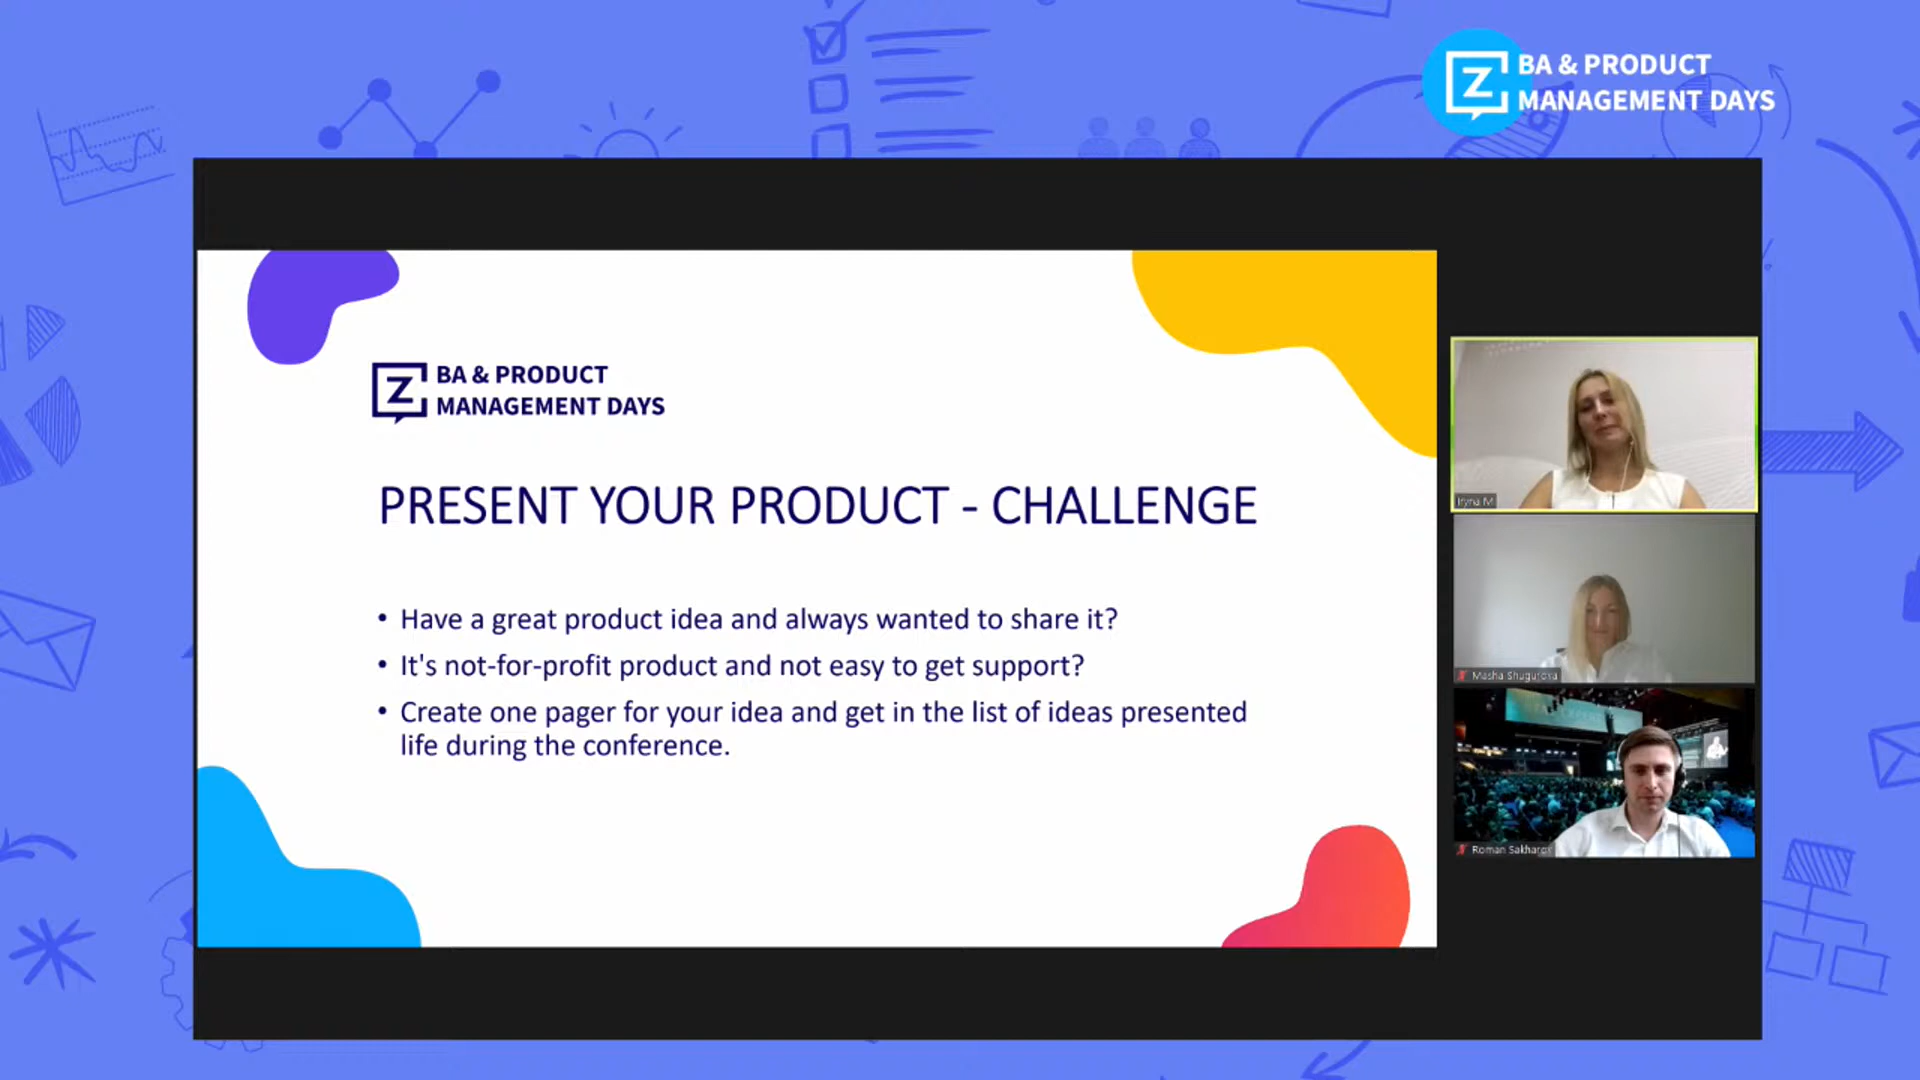 BA & PRODUCT
MANAGEMENT DAYS
BA & PRODUCT
MANAGEMENT DAYS
PRESENT YOUR PRODUCT - CHALLENGE
• Have a great product idea and always wanted to share it?
• It's not-for-profit product and not easy to get support?
• Create one pager for your idea and get in the list of ideas presented
life during the conference.
Iryna M
Masha Shugurova
Roman Sakharov